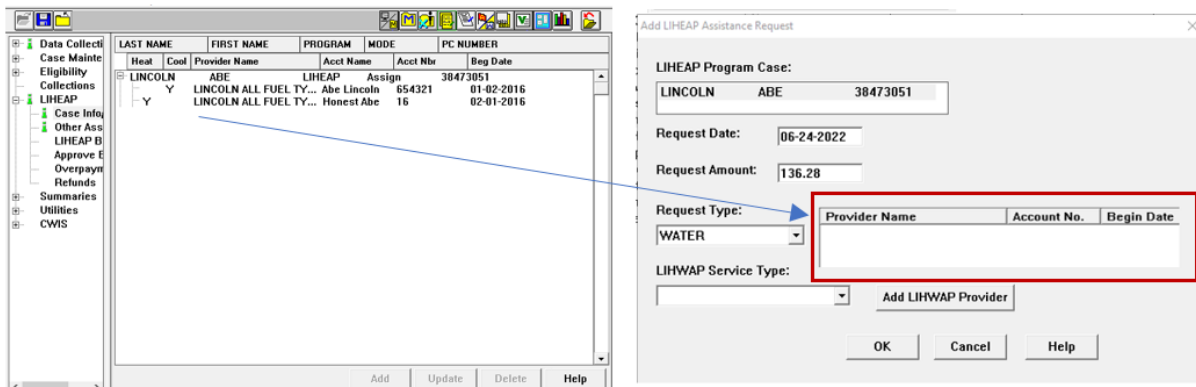 Data Collecti
Case Mainte
Eligibility
Collections
LIHEAP
Case Info/
Other Ass
LIHEAP B
Approve E
Overpaym
Refunds
Summaries
Utilities
CWIS
LAST NAME FIRST NAME PROGRAM MODE PC NUMBER
Heat Cool Provider Name Acct Name Acct Nbr Beg Date
LINCOLN ABE LIHEAP Assign 38473051
Y LINCOLN ALL FUEL TY... Abe Lincoln 654321 01-02-2016
Y LINCOLN ALL FUEL TY... Honest Abe 16 02-01-2016
Add Update Delete Help
Add LIHEAP Assistance Request
LIHEAP Program Case:
LINCOLN ABE 38473051
Request Date: 06-24-2022
Request Amount: 136.28
Request Type:
WATER
Provider Name Account No. Begin Date
LIHWAP Service Type:
Add LIHWAP Provider
OK Cancel Help